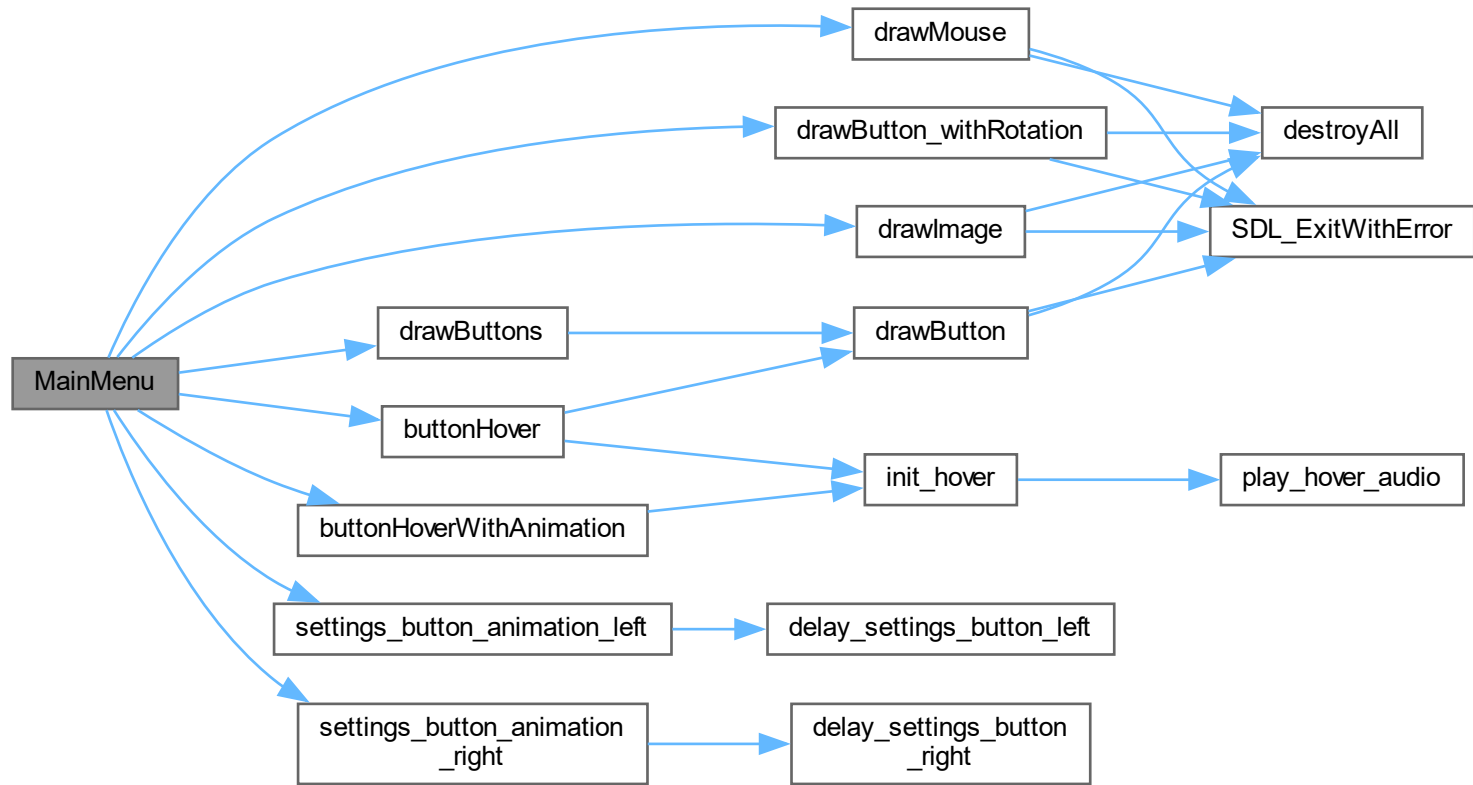 drawMouse
drawButton_withRotation
destroyAll
drawImage
SDL_ExitWithError
drawButtons
drawButton
MainMenu
buttonHover
init_hover
play_hover_audio
buttonHoverWithAnimation
settings_button_animation_left
delay_settings_button_left
settings_button_animation
_right
delay_settings_button
_right